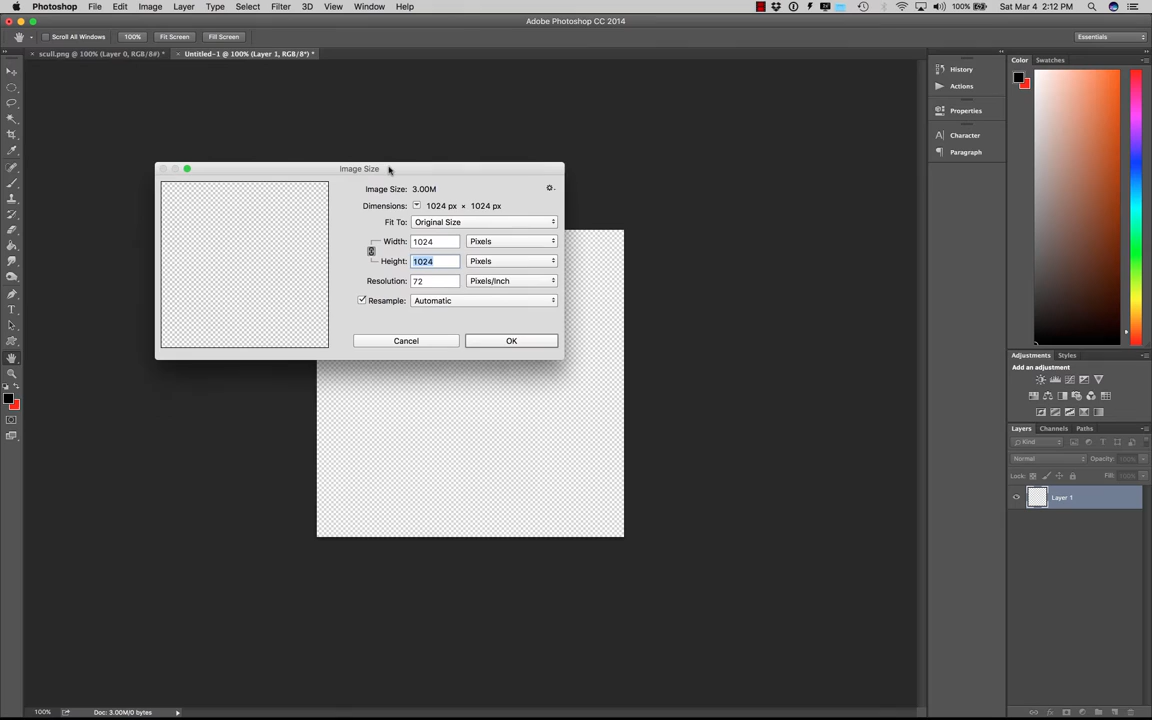 Photoshop File Edit Image Layer Type Select Filter 3D View Window Help 100% Sat Mar 4 2:12 PM
Adobe Photoshop CC 2014
Scroll All Windows 100% Fit Screen Fill Screen Essentials
× scull.png @ 100% (Layer 0, RGB/8#) * × Untitled-1 @ 100% (Layer 1, RGB/8*) *
History
Actions
Properties
Character
Paragraph
Color Swatches
Image Size
Image Size: 3.00M
Dimensions: 1024 px × 1024 px
Fit To: Original Size
Width: 1024 Pixels
Height: 1024 Pixels
Resolution: 72 Pixels/Inch
Resample: Automatic
Cancel OK
Adjustments Styles
Add an adjustment
Layers Channels Paths
Kind
Normal Opacity: 100%
Lock: Fill: 100%
Layer 1
100% Doc: 3.00M/0 bytes